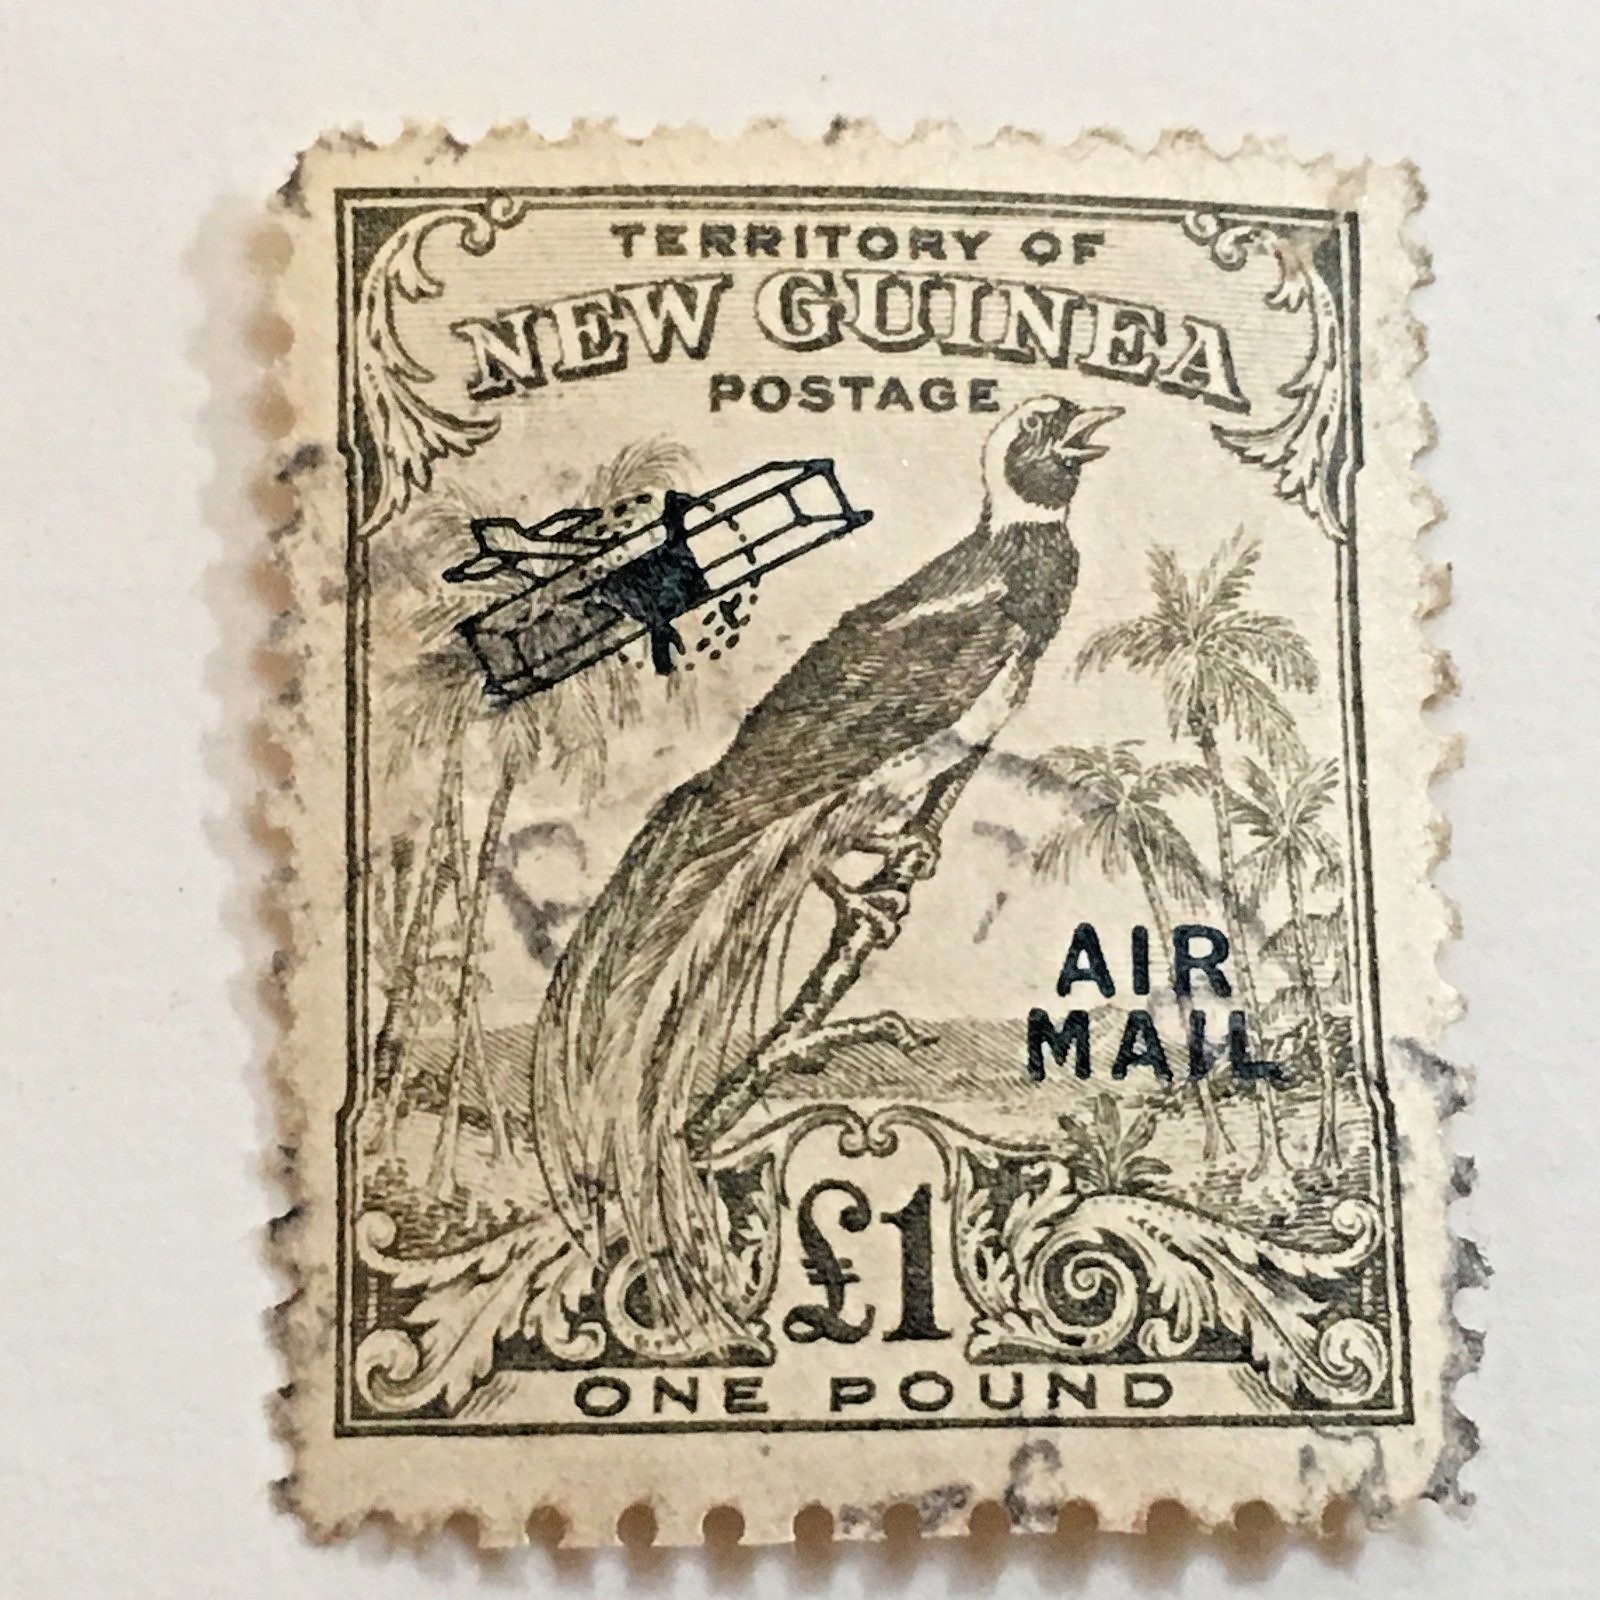 TERRITORY OF
NEW GUINEA
POSTAGE
AIR
MAIL
£1
ONE POUND